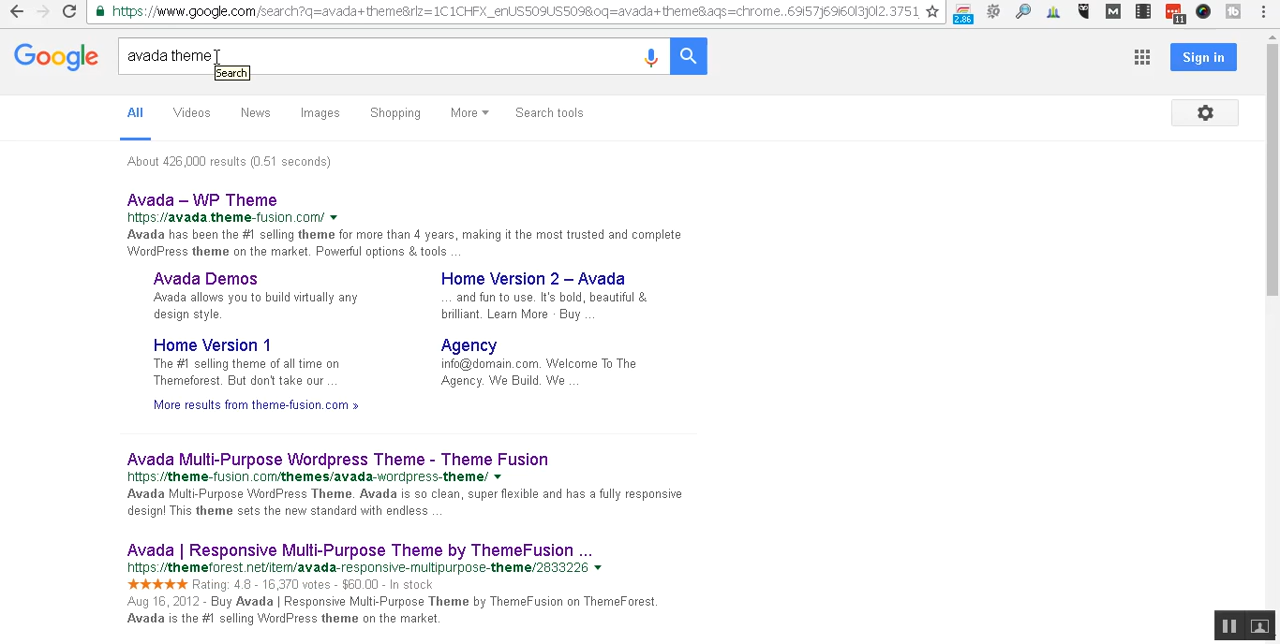 https://www.google.com/search?q=avada+theme&rlz=1C1CHFX_enUS509US509&oq=avada+theme&aqs=chrome..69i57j69i60l3j0l2.3751
2.86
M
11
Google
avada theme
Search
Sign in
All
Videos
News
Images
Shopping
More
Search tools
About 426,000 results (0.51 seconds)
Avada – WP Theme
https://avada.theme-fusion.com/
Avada has been the #1 selling theme for more than 4 years, making it the most trusted and complete
WordPress theme on the market. Powerful options & tools ...
Avada Demos
Avada allows you to build virtually any
design style.
Home Version 2 – Avada
... and fun to use. It's bold, beautiful &
brilliant. Learn More · Buy ...
Home Version 1
The #1 selling theme of all time on
Themeforest. But don't take our ...
Agency
info@domain.com. Welcome To The
Agency. We Build. We ...
More results from theme-fusion.com »
Avada Multi-Purpose Wordpress Theme - Theme Fusion
https://theme-fusion.com/themes/avada-wordpress-theme/
Avada Multi-Purpose WordPress Theme. Avada is so clean, super flexible and has a fully responsive
design! This theme sets the new standard with endless ...
Avada | Responsive Multi-Purpose Theme by ThemeFusion ...
https://themeforest.net/item/avada-responsive-multipurpose-theme/2833226
Rating: 4.8 - 16,370 votes - $60.00 - In stock
Aug 16, 2012 - Buy Avada | Responsive Multi-Purpose Theme by ThemeFusion on ThemeForest.
Avada is the #1 selling WordPress theme on the market.